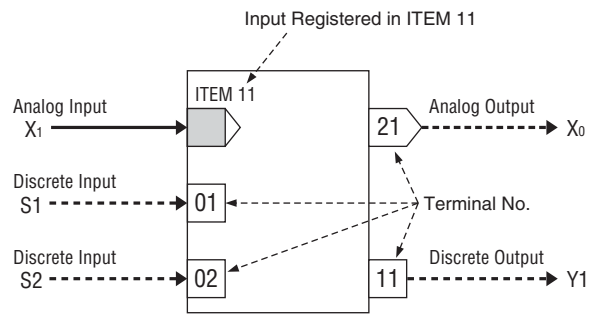 Input Registered in ITEM 11
ITEM 11
Analog Input
X1
21
Analog Output
X0
Discrete Input
S1
01
Terminal No.
Discrete Input
S2
02
11
Discrete Output
Y1